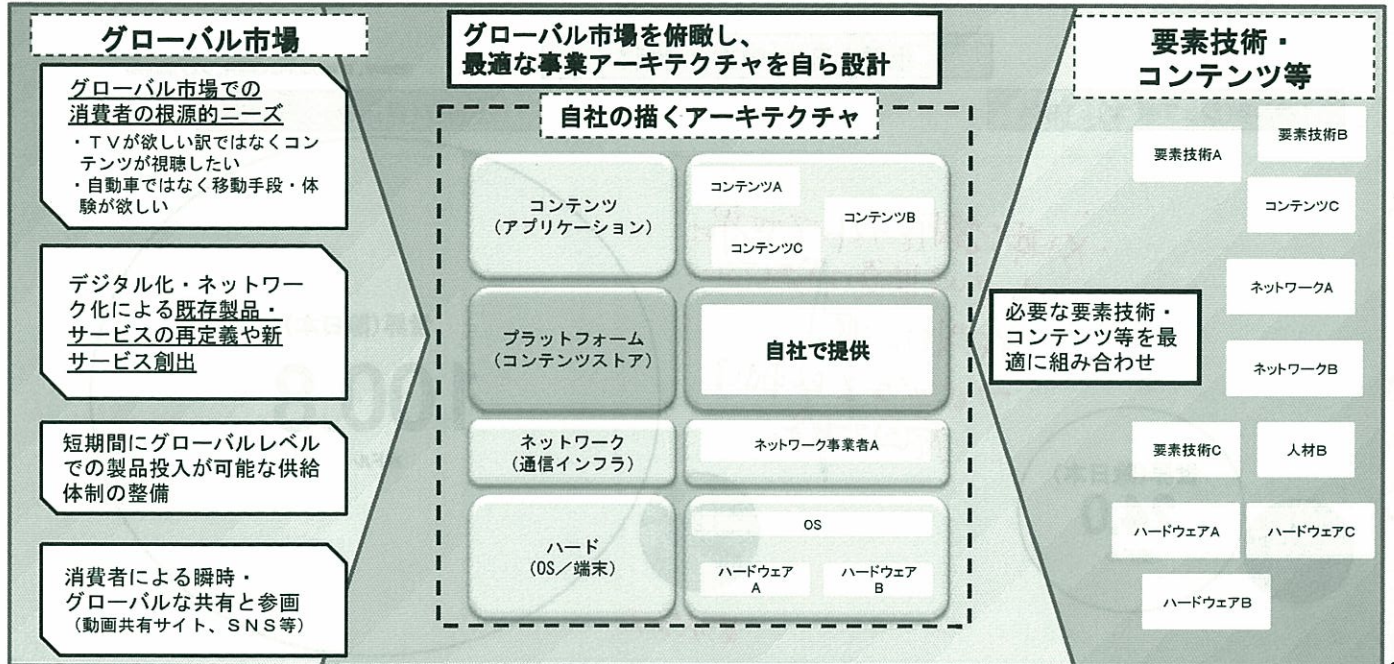 グローバル市場
グローバル市場での
消費者の根源的ニーズ
・ＴＶが欲しい訳ではなくコン
テンツが視聴したい
・自動車ではなく移動手段・体
験が欲しい
デジタル化・ネットワー
ク化による既存製品・
サービスの再定義や新
サービス創出
短期間にグローバルレベル
での製品投入が可能な供給
体制の整備
消費者による瞬時・
グローバルな共有と参画
（動画共有サイト、ＳＮＳ等）
グローバル市場を俯瞰し、
最適な事業アーキテクチャを自ら設計
自社の描くアーキテクチャ
コンテンツ
（アプリケーション）
コンテンツA
コンテンツB
コンテンツC
プラットフォーム
（コンテンツストア）
自社で提供
ネットワーク
（通信インフラ）
ネットワーク事業者A
ハード
（OS／端末）
OS
ハードウェア
A
ハードウェア
B
必要な要素技術・
コンテンツ等を最
適に組み合わせ
要素技術・
コンテンツ等
要素技術A
要素技術B
コンテンツC
ネットワークA
ネットワークB
要素技術C
人材B
ハードウェアA
ハードウェアC
ハードウェアB